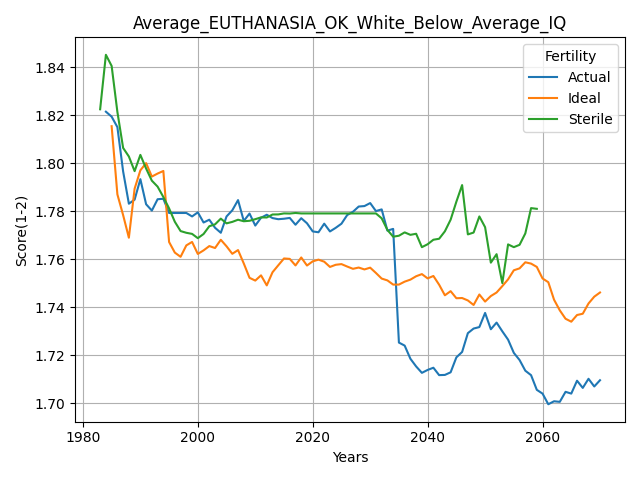 Average_EUTHANASIA_OK_White_Below_Average_IQ
Fertility
Actual
Ideal
Sterile
Score(1-2)
1.84
1.82
1.80
1.78
1.76
1.74
1.72
1.70
1980
2000
2020
2040
2060
Years